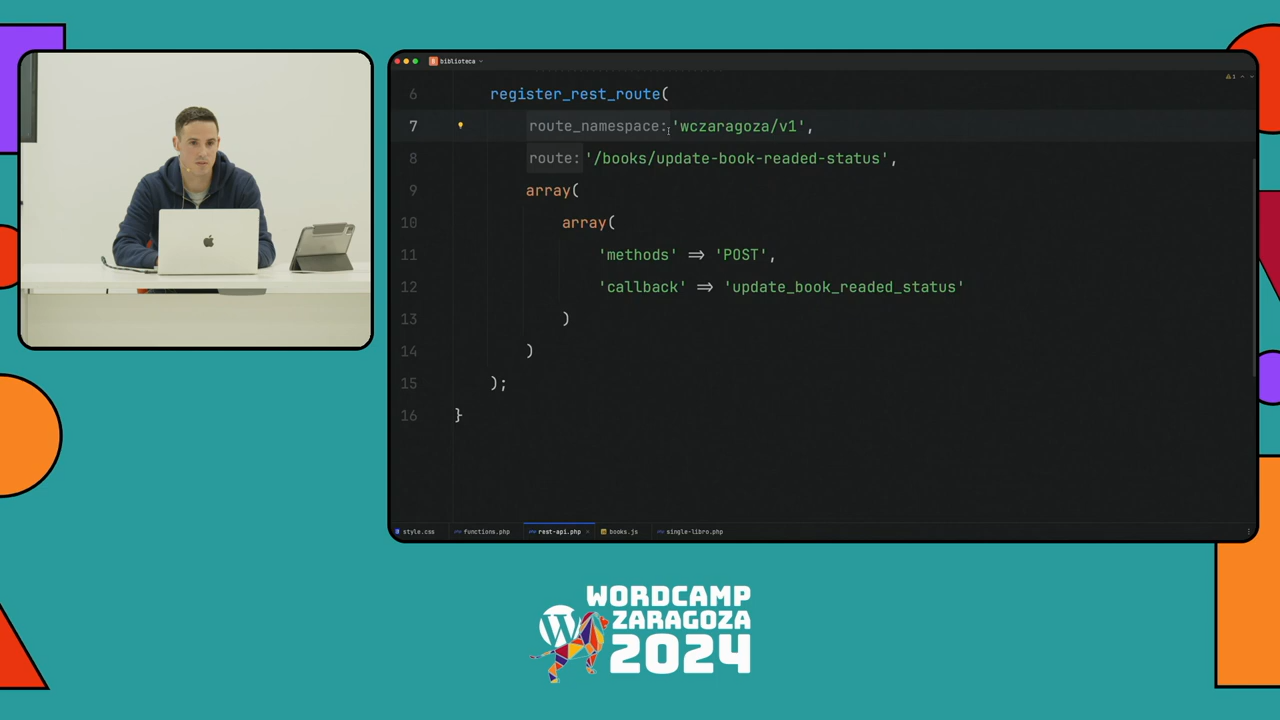 biblioteca
1
6 register_rest_route(
7 route_namespace: 'wczaragoza/v1',
8 route: '/books/update-book-readed-status',
9 array(
10 array(
11 'methods' => 'POST',
12 'callback' => 'update_book_readed_status'
13 )
14 )
15 );
16 }
style.css functions.php rest-api.php books.js single-libro.php
WORDCAMP
ZARAGOZA
2024